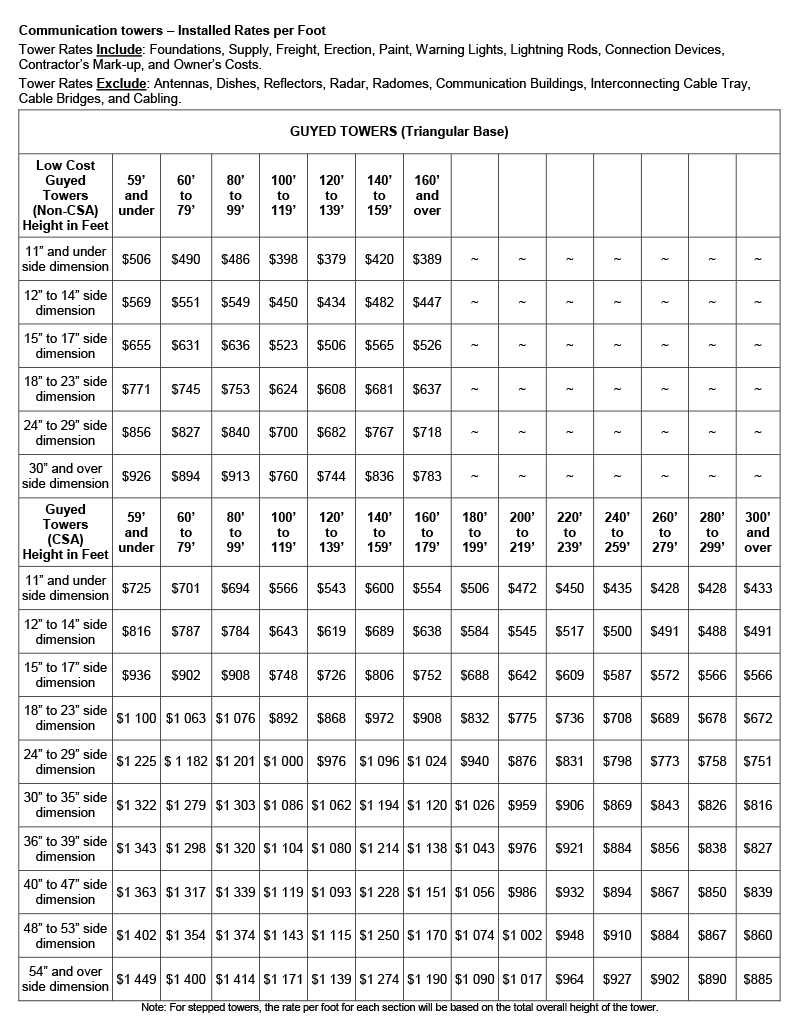 Communication towers – Installed Rates per Foot
Tower Rates Include: Foundations, Supply, Freight, Erection, Paint, Warning Lights, Lightning Rods, Connection Devices,
Contractor’s Mark-up, and Owner’s Costs.
Tower Rates Exclude: Antennas, Dishes, Reflectors, Radar, Radomes, Communication Buildings, Interconnecting Cable Tray,
Cable Bridges, and Cabling.
GUYED TOWERS (Triangular Base)
Low Cost Guyed Towers (Non-CSA) Height in Feet 59’ and under 60’ to 79’ 80’ to 99’ 100’ to 119’ 120’ to 139’ 140’ to 159’ 160’ and over
11” and under side dimension $506 $490 $486 $398 $379 $420 $389 ~ ~ ~ ~ ~ ~ ~
12” to 14” side dimension $569 $551 $549 $450 $434 $482 $447 ~ ~ ~ ~ ~ ~ ~
15” to 17” side dimension $655 $631 $636 $523 $506 $565 $526 ~ ~ ~ ~ ~ ~ ~
18” to 23” side dimension $771 $745 $753 $624 $608 $681 $637 ~ ~ ~ ~ ~ ~ ~
24” to 29” side dimension $856 $827 $840 $700 $682 $767 $718 ~ ~ ~ ~ ~ ~ ~
30” and over side dimension $926 $894 $913 $760 $744 $836 $783 ~ ~ ~ ~ ~ ~ ~
Guyed Towers (CSA) Height in Feet 59’ and under 60’ to 79’ 80’ to 99’ 100’ to 119’ 120’ to 139’ 140’ to 159’ 160’ to 179’ 180’ to 199’ 200’ to 219’ 220’ to 239’ 240’ to 259’ 260’ to 279’ 280’ to 299’ 300’ and over
11” and under side dimension $725 $701 $694 $566 $543 $600 $554 $506 $472 $450 $435 $428 $428 $433
12” to 14” side dimension $816 $787 $784 $643 $619 $689 $638 $584 $545 $517 $500 $491 $488 $491
15” to 17” side dimension $936 $902 $908 $748 $726 $806 $752 $688 $642 $609 $587 $572 $566 $566
18” to 23” side dimension $1 100 $1 063 $1 076 $892 $868 $972 $908 $832 $775 $736 $708 $689 $678 $672
24” to 29” side dimension $1 225 $ 1 182 $1 201 $1 000 $976 $1 096 $1 024 $940 $876 $831 $798 $773 $758 $751
30” to 35” side dimension $1 322 $1 279 $1 303 $1 086 $1 062 $1 194 $1 120 $1 026 $959 $906 $869 $843 $826 $816
36” to 39” side dimension $1 343 $1 298 $1 320 $1 104 $1 080 $1 214 $1 138 $1 043 $976 $921 $884 $856 $838 $827
40” to 47” side dimension $1 363 $1 317 $1 339 $1 119 $1 093 $1 228 $1 151 $1 056 $986 $932 $894 $867 $850 $839
48” to 53” side dimension $1 402 $1 354 $1 374 $1 143 $1 115 $1 250 $1 170 $1 074 $1 002 $948 $910 $884 $867 $860
54” and over side dimension $1 449 $1 400 $1 414 $1 171 $1 139 $1 274 $1 190 $1 090 $1 017 $964 $927 $902 $890 $885
Note: For stepped towers, the rate per foot for each section will be based on the total overall height of the tower.